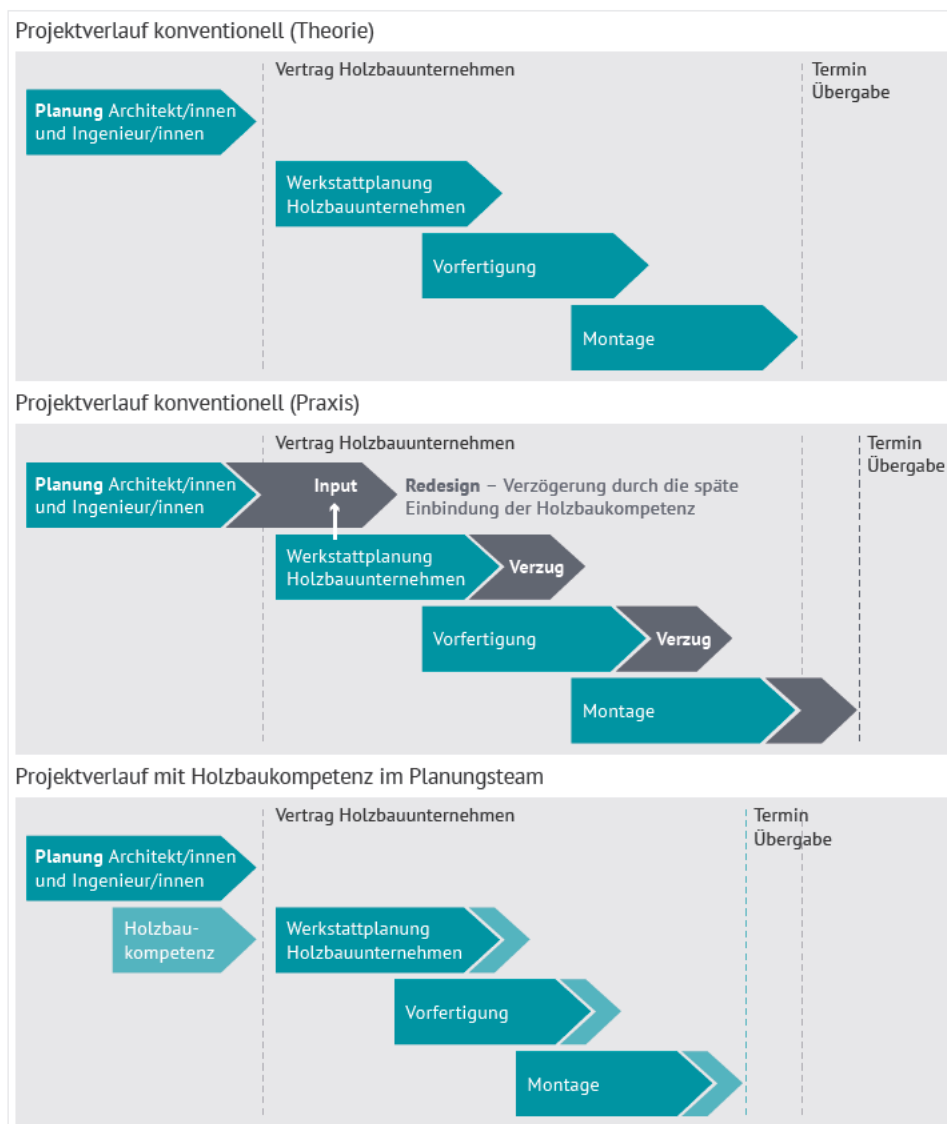 Projektverlauf konventionell (Theorie)
Vertrag Holzbauunternehmen
Termin
Übergabe
Planung Architekt/innen
und Ingenieur/innen
Werkstattplanung
Holzbauunternehmen
Vorfertigung
Montage
Projektverlauf konventionell (Praxis)
Vertrag Holzbauunternehmen
Termin
Übergabe
Planung Architekt/innen
und Ingenieur/innen
Input
Redesign – Verzögerung durch die späte
Einbindung der Holzbaukompetenz
Werkstattplanung
Holzbauunternehmen
Verzug
Vorfertigung
Verzug
Montage
Projektverlauf mit Holzbaukompetenz im Planungsteam
Vertrag Holzbauunternehmen
Termin
Übergabe
Planung Architekt/innen
und Ingenieur/innen
Holzbau-
kompetenz
Werkstattplanung
Holzbauunternehmen
Vorfertigung
Montage